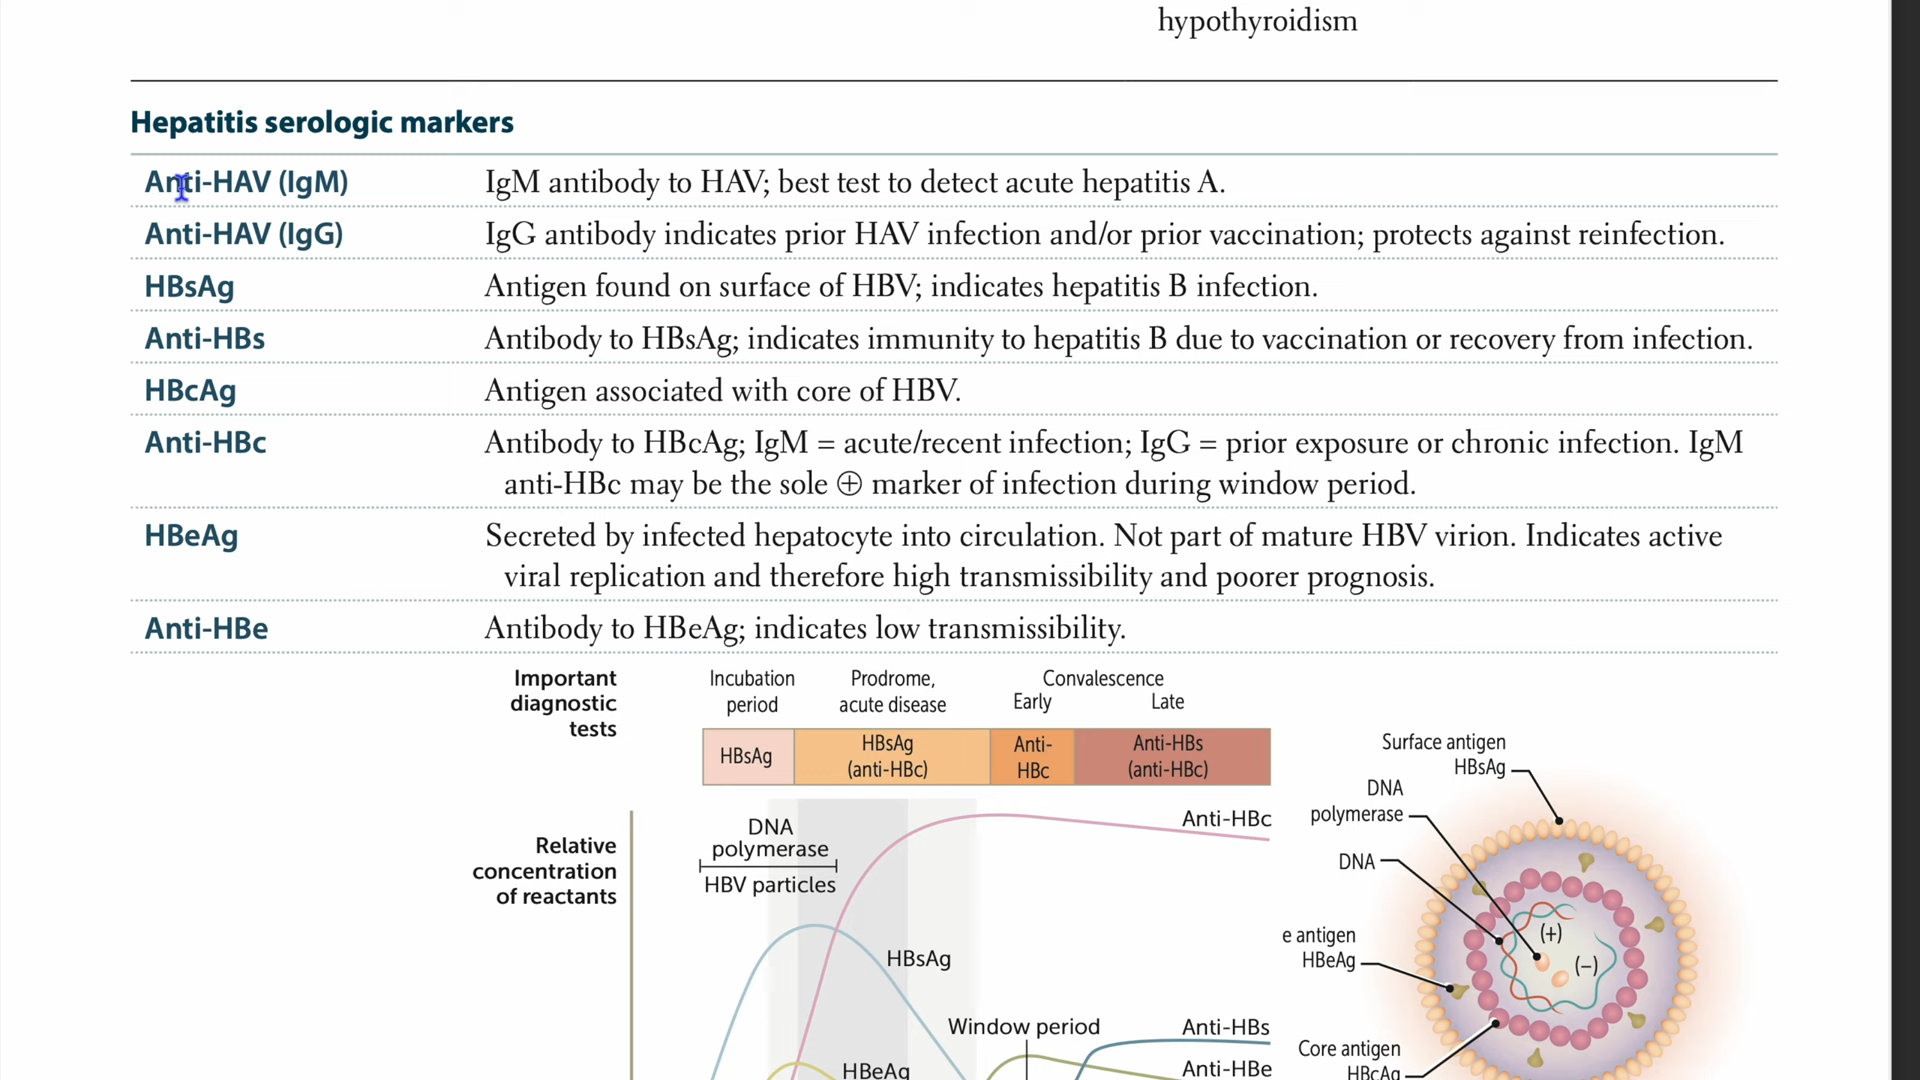 hypothyroidism
Hepatitis serologic markers
Anti-HAV (IgM) IgM antibody to HAV; best test to detect acute hepatitis A.
Anti-HAV (IgG) IgG antibody indicates prior HAV infection and/or prior vaccination; protects against reinfection.
HBsAg Antigen found on surface of HBV; indicates hepatitis B infection.
Anti-HBs Antibody to HBsAg; indicates immunity to hepatitis B due to vaccination or recovery from infection.
HBcAg Antigen associated with core of HBV.
Anti-HBc Antibody to HBcAg; IgM = acute/recent infection; IgG = prior exposure or chronic infection. IgM
anti-HBc may be the sole ⊕ marker of infection during window period.
HBeAg Secreted by infected hepatocyte into circulation. Not part of mature HBV virion. Indicates active
viral replication and therefore high transmissibility and poorer prognosis.
Anti-HBe Antibody to HBeAg; indicates low transmissibility.
Important
diagnostic
tests
Incubation
period
Prodrome,
acute disease
Convalescence
Early Late
HBsAg
HBsAg
(anti-HBc)
Anti-
HBc
Anti-HBs
(anti-HBc)
Relative
concentration
of reactants
DNA
polymerase
HBV particles
Anti-HBc
HBsAg
Window period
Anti-HBs
Anti-HBe
HBeAg
Surface antigen
HBsAg
DNA
polymerase
DNA
e antigen
HBeAg
(+)
(–)
Core antigen
HBcAg